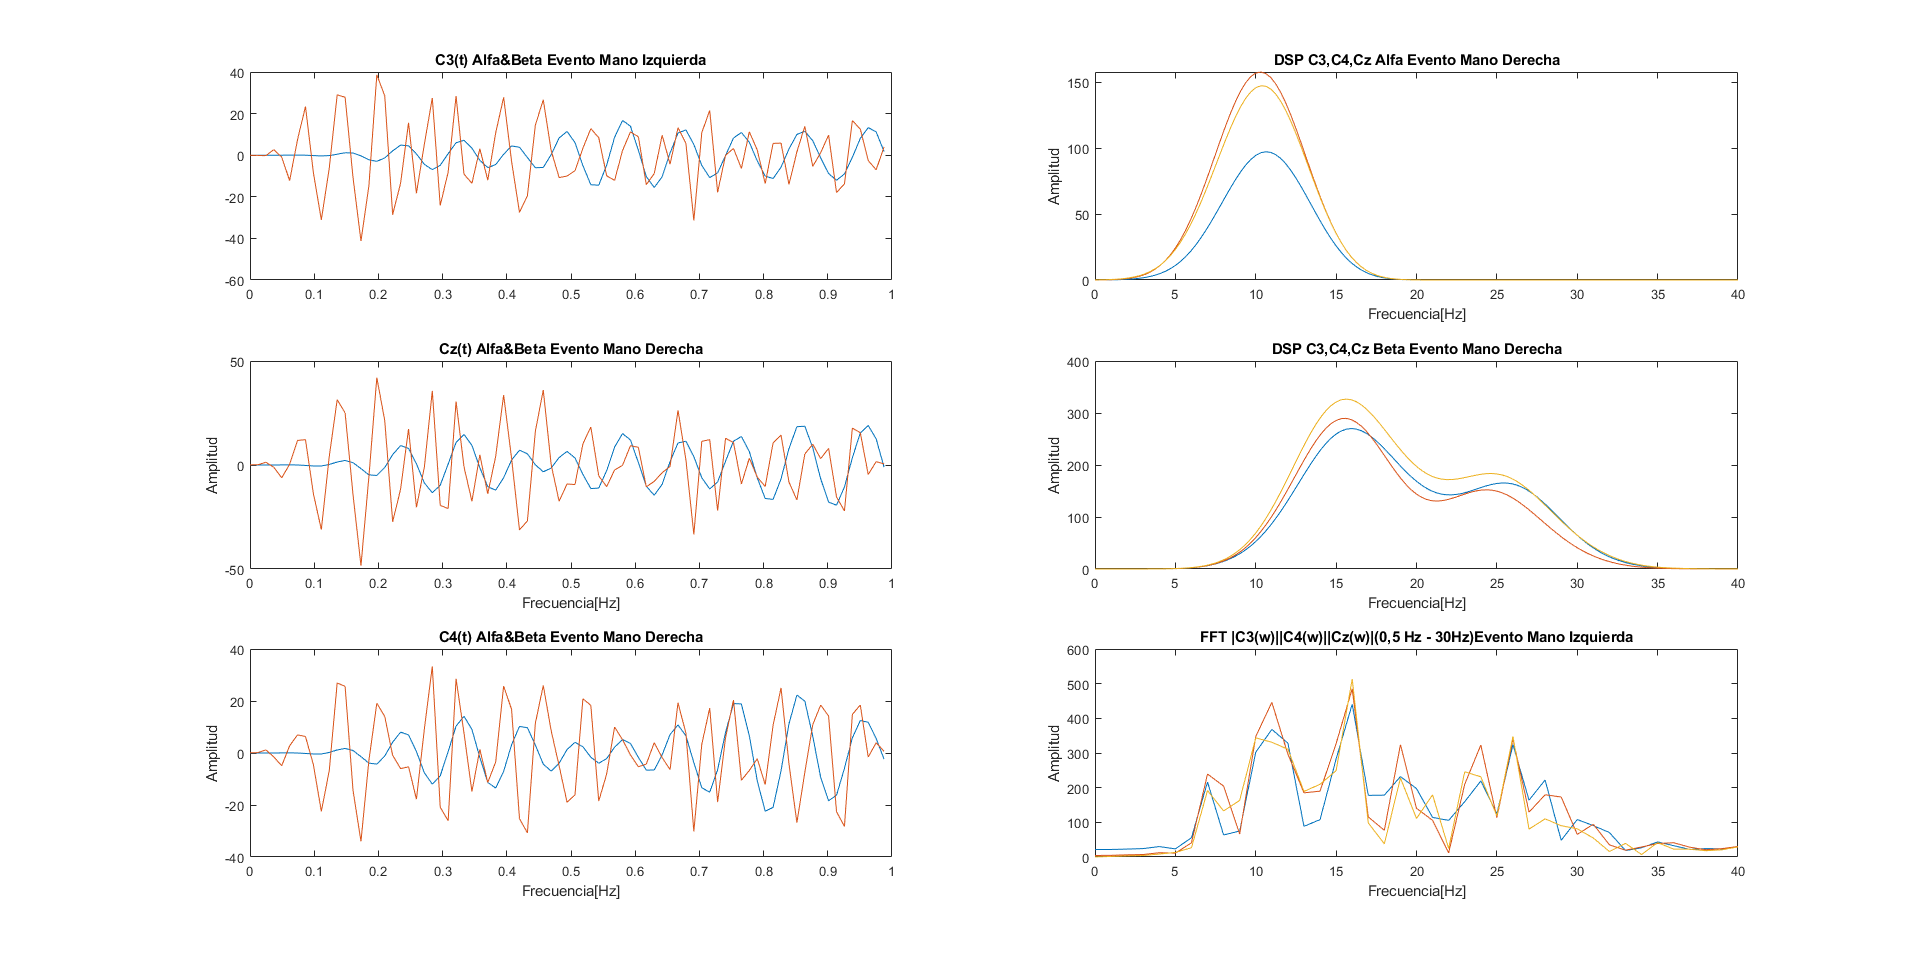 C3(t) Alfa&Beta Evento Mano Izquierda
40
20
0
-20
-40
-60
0 0.1 0.2 0.3 0.4 0.5 0.6 0.7 0.8 0.9 1
DSP C3,C4,Cz Alfa Evento Mano Derecha
Amplitud
150
100
50
0
0 5 10 15 20 25 30 35 40
Frecuencia[Hz]
Cz(t) Alfa&Beta Evento Mano Derecha
Amplitud
50
0
-50
0 0.1 0.2 0.3 0.4 0.5 0.6 0.7 0.8 0.9 1
Frecuencia[Hz]
DSP C3,C4,Cz Beta Evento Mano Derecha
Amplitud
400
300
200
100
0
0 5 10 15 20 25 30 35 40
Frecuencia[Hz]
C4(t) Alfa&Beta Evento Mano Derecha
Amplitud
40
20
0
-20
-40
0 0.1 0.2 0.3 0.4 0.5 0.6 0.7 0.8 0.9 1
Frecuencia[Hz]
FFT |C3(w)||C4(w)||Cz(w)|(0,5 Hz - 30Hz)Evento Mano Izquierda
Amplitud
600
500
400
300
200
100
0
0 5 10 15 20 25 30 35 40
Frecuencia[Hz]